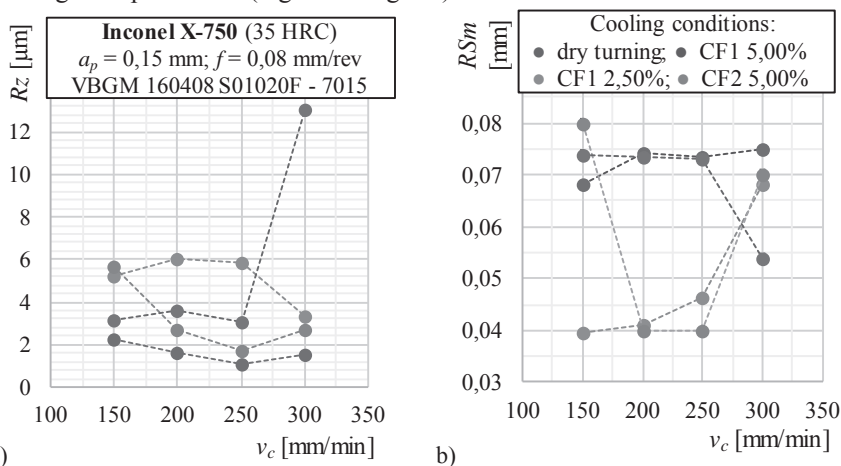 Inconel X-750 (35 HRC)
a_p = 0,15 mm; f = 0,08 mm/rev
VBGM 160408 S01020F - 7015
Rz [µm]
12
10
8
6
4
2
0
100 150 200 250 300 350
v_c [mm/min]
)
Cooling conditions:
dry turning; CF1 5,00%
CF1 2,50%; CF2 5,00%
RSm
[mm]
0,08
0,07
0,06
0,05
0,04
0,03
100 150 200 250 300 350
v_c [mm/min]
b)